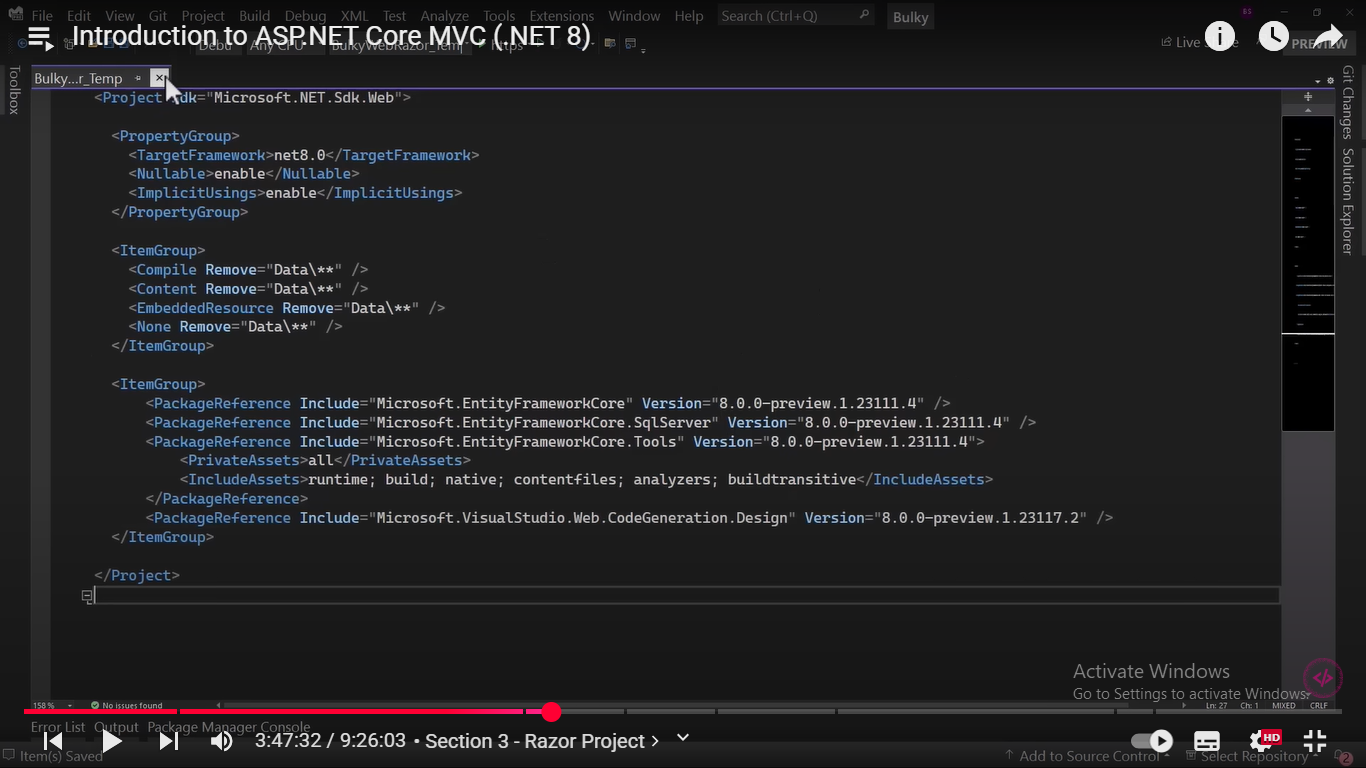 File Edit View Git Project Build Debug XML Test Analyze Tools Extensions Window Help Search (Ctrl+Q) Bulky
Introduction to ASP.NET Core MVC (.NET 8)
Debug Any CPU BulkyWebRazor_Temp https Live Share PREVIEW
Toolbox
Bulky...r_Temp
Git Changes
Solution Explorer
<Project Sdk="Microsoft.NET.Sdk.Web">
<PropertyGroup>
<TargetFramework>net8.0</TargetFramework>
<Nullable>enable</Nullable>
<ImplicitUsings>enable</ImplicitUsings>
</PropertyGroup>
<ItemGroup>
<Compile Remove="Data\**" />
<Content Remove="Data\**" />
<EmbeddedResource Remove="Data\**" />
<None Remove="Data\**" />
</ItemGroup>
<ItemGroup>
<PackageReference Include="Microsoft.EntityFrameworkCore" Version="8.0.0-preview.1.23111.4" />
<PackageReference Include="Microsoft.EntityFrameworkCore.SqlServer" Version="8.0.0-preview.1.23111.4" />
<PackageReference Include="Microsoft.EntityFrameworkCore.Tools" Version="8.0.0-preview.1.23111.4">
<PrivateAssets>all</PrivateAssets>
<IncludeAssets>runtime; build; native; contentfiles; analyzers; buildtransitive</IncludeAssets>
</PackageReference>
<PackageReference Include="Microsoft.VisualStudio.Web.CodeGeneration.Design" Version="8.0.0-preview.1.23117.2" />
</ItemGroup>
</Project>
Activate Windows
Go to Settings to activate Windows.
158 % No issues found Ln: 27 Ch: 1 MIXED CRLF
Error List Output Package Manager Console
3:47:32 / 9:26:03 • Section 3 - Razor Project > HD
Item(s) Saved Add to Source Control Select Repository 2